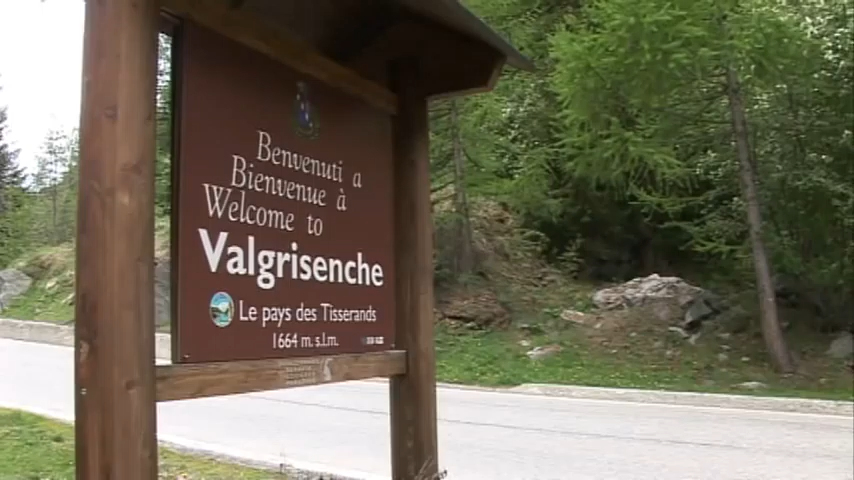 Benvenuti a
Bienvenue à
Welcome to
Valgrisenche
Le pays des Tisserands
1664 m. s.l.m.